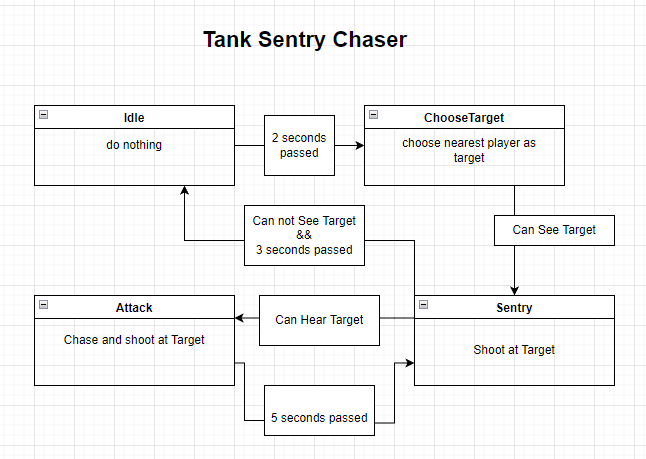 Tank Sentry Chaser
Idle
do nothing
2 seconds
passed
ChooseTarget
choose nearest player as
target
Can not See Target
&&
3 seconds passed
Can See Target
Attack
Chase and shoot at Target
Can Hear Target
Sentry
Shoot at Target
5 seconds passed